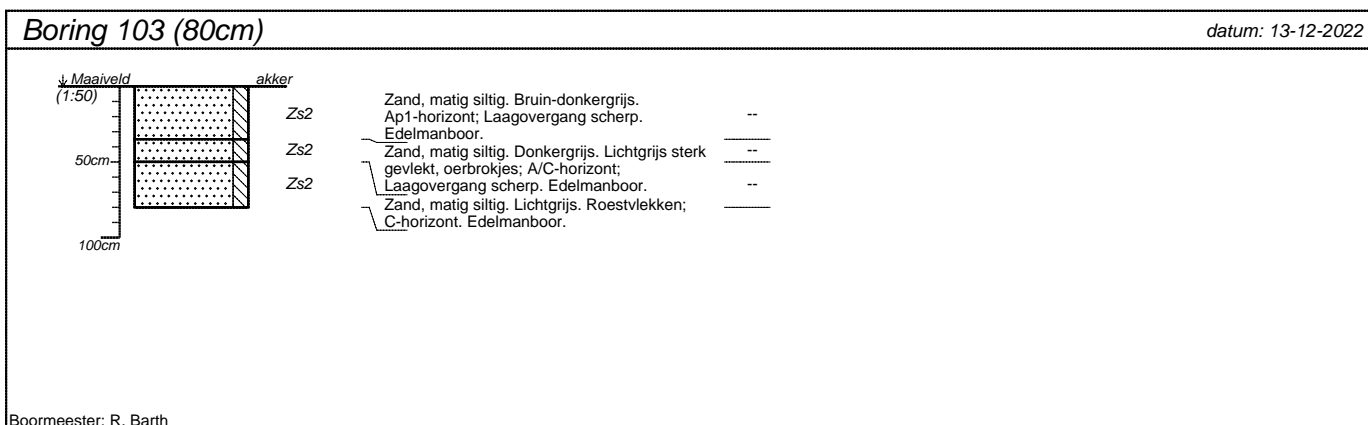 Boring 103 (80cm)
datum: 13-12-2022
Maaiveld
akker
(1:50)
Zs2
Zand, matig siltig. Bruin-donkergrijs.
Ap1-horizont; Laagovergang scherp.
Edelmanboor.
--
Zs2
Zand, matig siltig. Donkergrijs. Lichtgrijs sterk
gevlekt, oerbrokjes; A/C-horizont;
Laagovergang scherp. Edelmanboor.
--
50cm
Zs2
Zand, matig siltig. Lichtgrijs. Roestvlekken;
C-horizont. Edelmanboor.
--
100cm
Boormeester: R. Barth